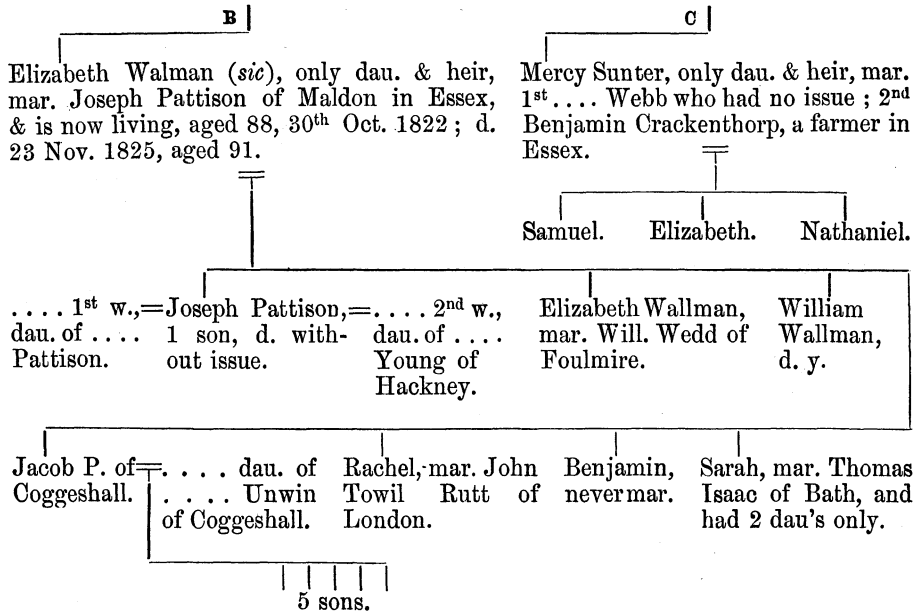 B
Elizabeth Walman (sic), only dau. & heir,
mar. Joseph Pattison of Maldon in Essex,
& is now living, aged 88, 30th Oct. 1822 ; d.
23 Nov. 1825, aged 91.
C
Mercy Sunter, only dau. & heir, mar.
1st . . . . Webb who had no issue ; 2nd
Benjamin Crackenthorp, a farmer in
Essex.
Samuel.
Elizabeth.
Nathaniel.
. . . . 1st w.,=
dau. of . . . .
Pattison.
Joseph Pattison,=
1 son, d. with-
out issue.
. . . . 2nd w.,
dau. of . . . .
Young of
Hackney.
Elizabeth Wallman,
mar. Will. Wedd of
Foulmire.
William
Wallman,
d. y.
Jacob P. of=
Coggeshall.
. . . . dau. of
. . . . Unwin
of Coggeshall.
Rachel, mar. John
Towil Rutt of
London.
Benjamin,
never mar.
Sarah, mar. Thomas
Isaac of Bath, and
had 2 dau's only.
5 sons.